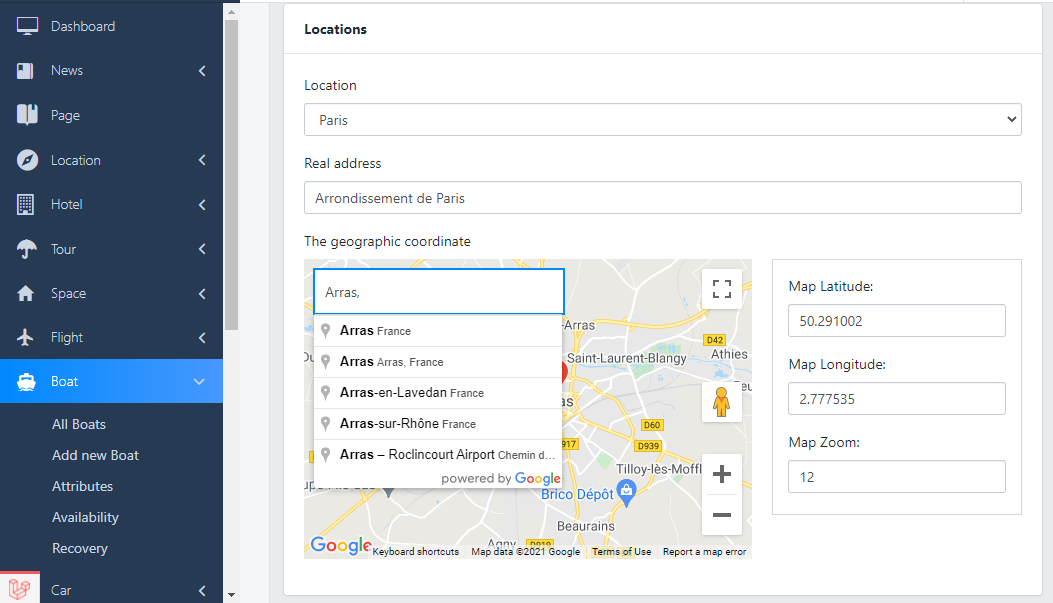 Dashboard
News
Page
Location
Hotel
Tour
Space
Flight
Boat
All Boats
Add new Boat
Attributes
Availability
Recovery
Car
Locations
Location
Paris
Real address
Arrondissement de Paris
The geographic coordinate
Arras,
Arras France
Arras Arras, France
Arras-en-Lavedan France
Arras-sur-Rhône France
Arras – Roclincourt Airport Chemin d...
powered by Google
-Arras
D42
Saint-Laurent-Blangy
Athies
D60
917
D939
Tilloy-lès-Moffl
Brico Dépôt
Beaurains
Agny
D919
Google
Keyboard shortcuts
Map data ©2021 Google
Terms of Use
Report a map error
Map Latitude:
50.291002
Map Longitude:
2.777535
Map Zoom:
12